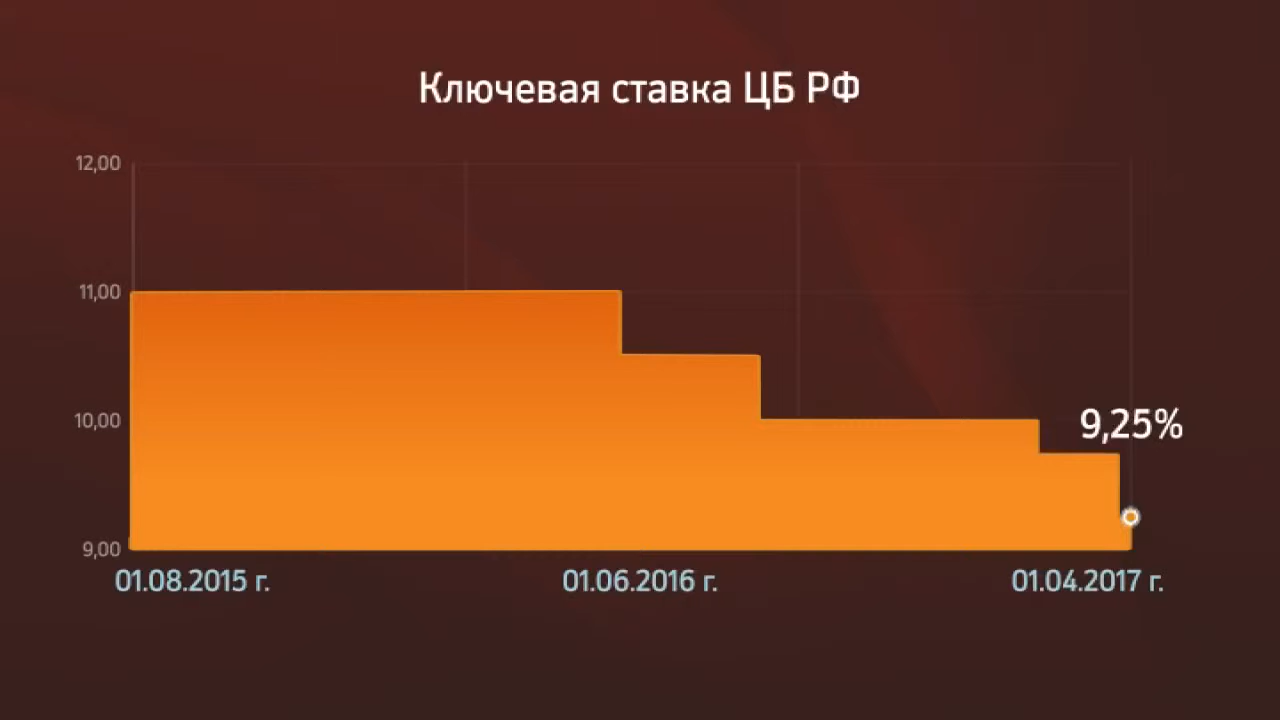 Ключевая ставка ЦБ РФ
12,00
11,00
10,00
9,25%
9,00
01.08.2015 г. 01.06.2016 г. 01.04.2017 г.